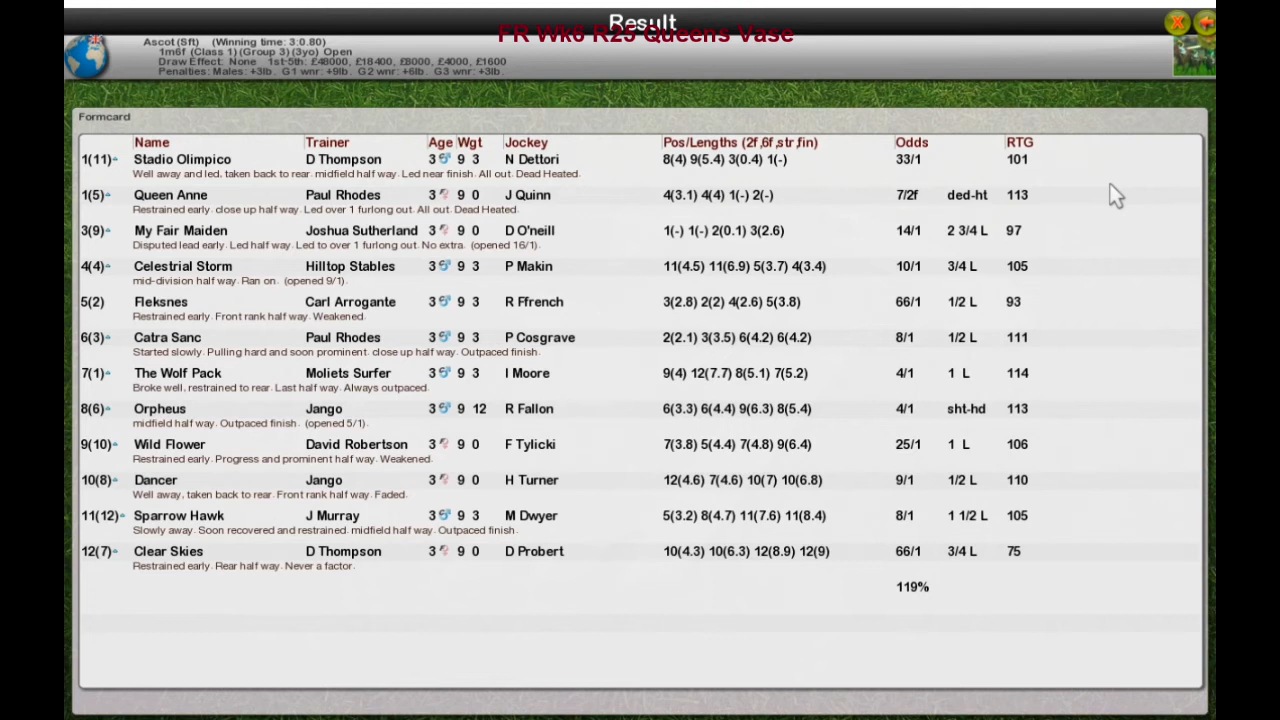 Result
FR Wk6 R25 Queens Vase
Ascot (Sft) (Winning time: 3:0.80)
1m6f (Class 1) (Group 3) (3yo) Open
Draw Effect: None 1st-5th: £48000, £18400, £8000, £4000, £1600
Penalties: Males: +3lb. G1 wnr: +9lb. G2 wnr: +6lb. G3 wnr: +3lb.
Formcard
Name Trainer Age Wgt Jockey Pos/Lengths (2f,6f,str,fin) Odds RTG
1(11) Stadio Olimpico D Thompson 3 9 3 N Dettori 8(4) 9(5.4) 3(0.4) 1(-) 33/1 101
Well away and led, taken back to rear. midfield half way. Led near finish. All out. Dead Heated.
1(5) Queen Anne Paul Rhodes 3 9 0 J Quinn 4(3.1) 4(4) 1(-) 2(-) 7/2f ded-ht 113
Restrained early. close up half way. Led over 1 furlong out. All out. Dead Heated.
3(9) My Fair Maiden Joshua Sutherland 3 9 0 D O'neill 1(-) 1(-) 2(0.1) 3(2.6) 14/1 2 3/4 L 97
Disputed lead early. Led half way. Led to over 1 furlong out. No extra. (opened 16/1).
4(4) Celestrial Storm Hilltop Stables 3 9 3 P Makin 11(4.5) 11(6.9) 5(3.7) 4(3.4) 10/1 3/4 L 105
mid-division half way. Ran on. (opened 9/1).
5(2) Fleksnes Carl Arrogante 3 9 3 R Ffrench 3(2.8) 2(2) 4(2.6) 5(3.8) 66/1 1/2 L 93
Restrained early. Front rank half way. Weakened.
6(3) Catra Sanc Paul Rhodes 3 9 3 P Cosgrave 2(2.1) 3(3.5) 6(4.2) 6(4.2) 8/1 1/2 L 111
Started slowly. Pulling hard and soon prominent. close up half way. Outpaced finish.
7(1) The Wolf Pack Moliets Surfer 3 9 3 I Moore 9(4) 12(7.7) 8(5.1) 7(5.2) 4/1 1 L 114
Broke well, restrained to rear. Last half way. Always outpaced.
8(6) Orpheus Jango 3 9 12 R Fallon 6(3.3) 6(4.4) 9(6.3) 8(5.4) 4/1 sht-hd 113
midfield half way. Outpaced finish. (opened 5/1).
9(10) Wild Flower David Robertson 3 9 0 F Tylicki 7(3.8) 5(4.4) 7(4.8) 9(6.4) 25/1 1 L 106
Restrained early. Progress and prominent half way. Weakened.
10(8) Dancer Jango 3 9 0 H Turner 12(4.6) 7(4.6) 10(7) 10(6.8) 9/1 1/2 L 110
Well away, taken back to rear. Front rank half way. Faded.
11(12) Sparrow Hawk J Murray 3 9 3 M Dwyer 5(3.2) 8(4.7) 11(7.6) 11(8.4) 8/1 1 1/2 L 105
Slowly away. Soon recovered and restrained. midfield half way. Outpaced finish.
12(7) Clear Skies D Thompson 3 9 0 D Probert 10(4.3) 10(6.3) 12(8.9) 12(9) 66/1 3/4 L 75
Restrained early. Rear half way. Never a factor.
119%